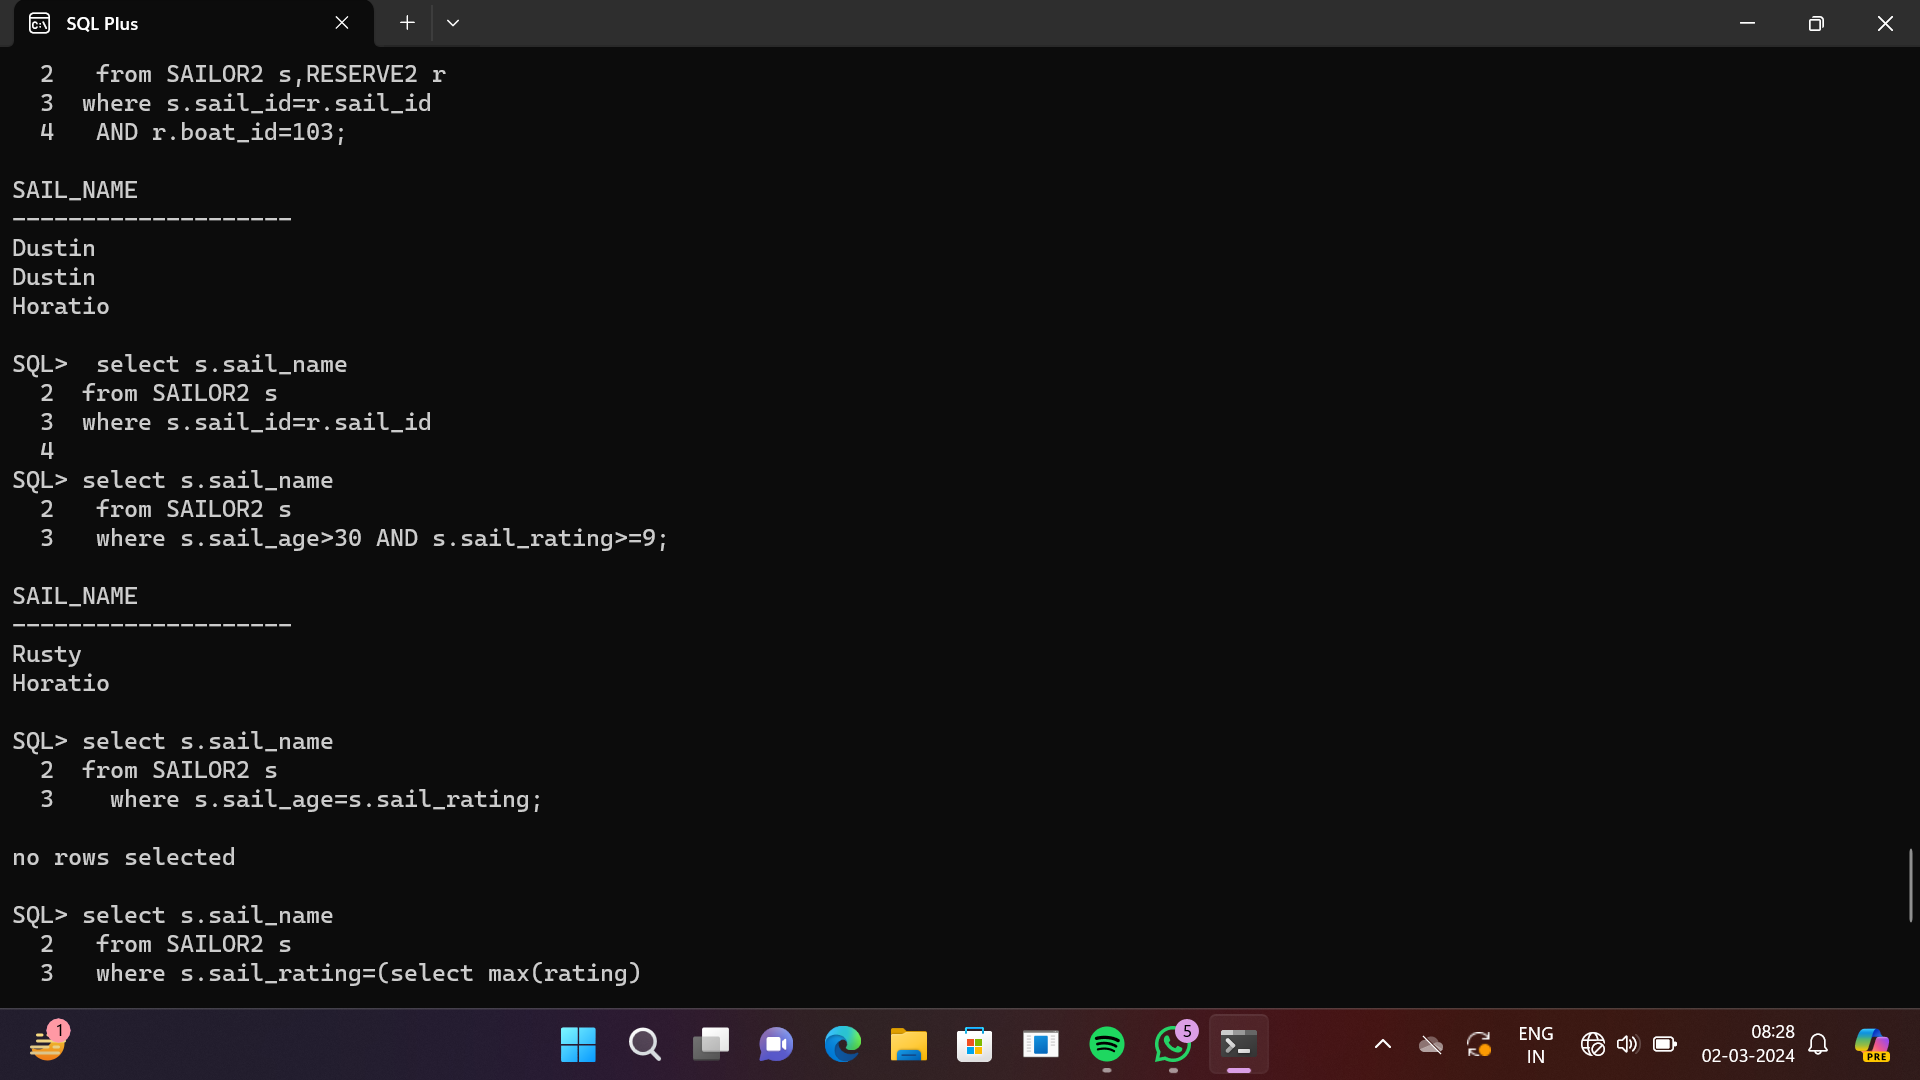 SQL Plus
2 from SAILOR2 s,RESERVE2 r
3 where s.sail_id=r.sail_id
4 AND r.boat_id=103;
SAIL_NAME
--------------------
Dustin
Dustin
Horatio
SQL> select s.sail_name
2 from SAILOR2 s
3 where s.sail_id=r.sail_id
4
SQL> select s.sail_name
2 from SAILOR2 s
3 where s.sail_age>30 AND s.sail_rating>=9;
SAIL_NAME
--------------------
Rusty
Horatio
SQL> select s.sail_name
2 from SAILOR2 s
3 where s.sail_age=s.sail_rating;
no rows selected
SQL> select s.sail_name
2 from SAILOR2 s
3 where s.sail_rating=(select max(rating)
1
5
ENG
IN
08:28
02-03-2024
PRE